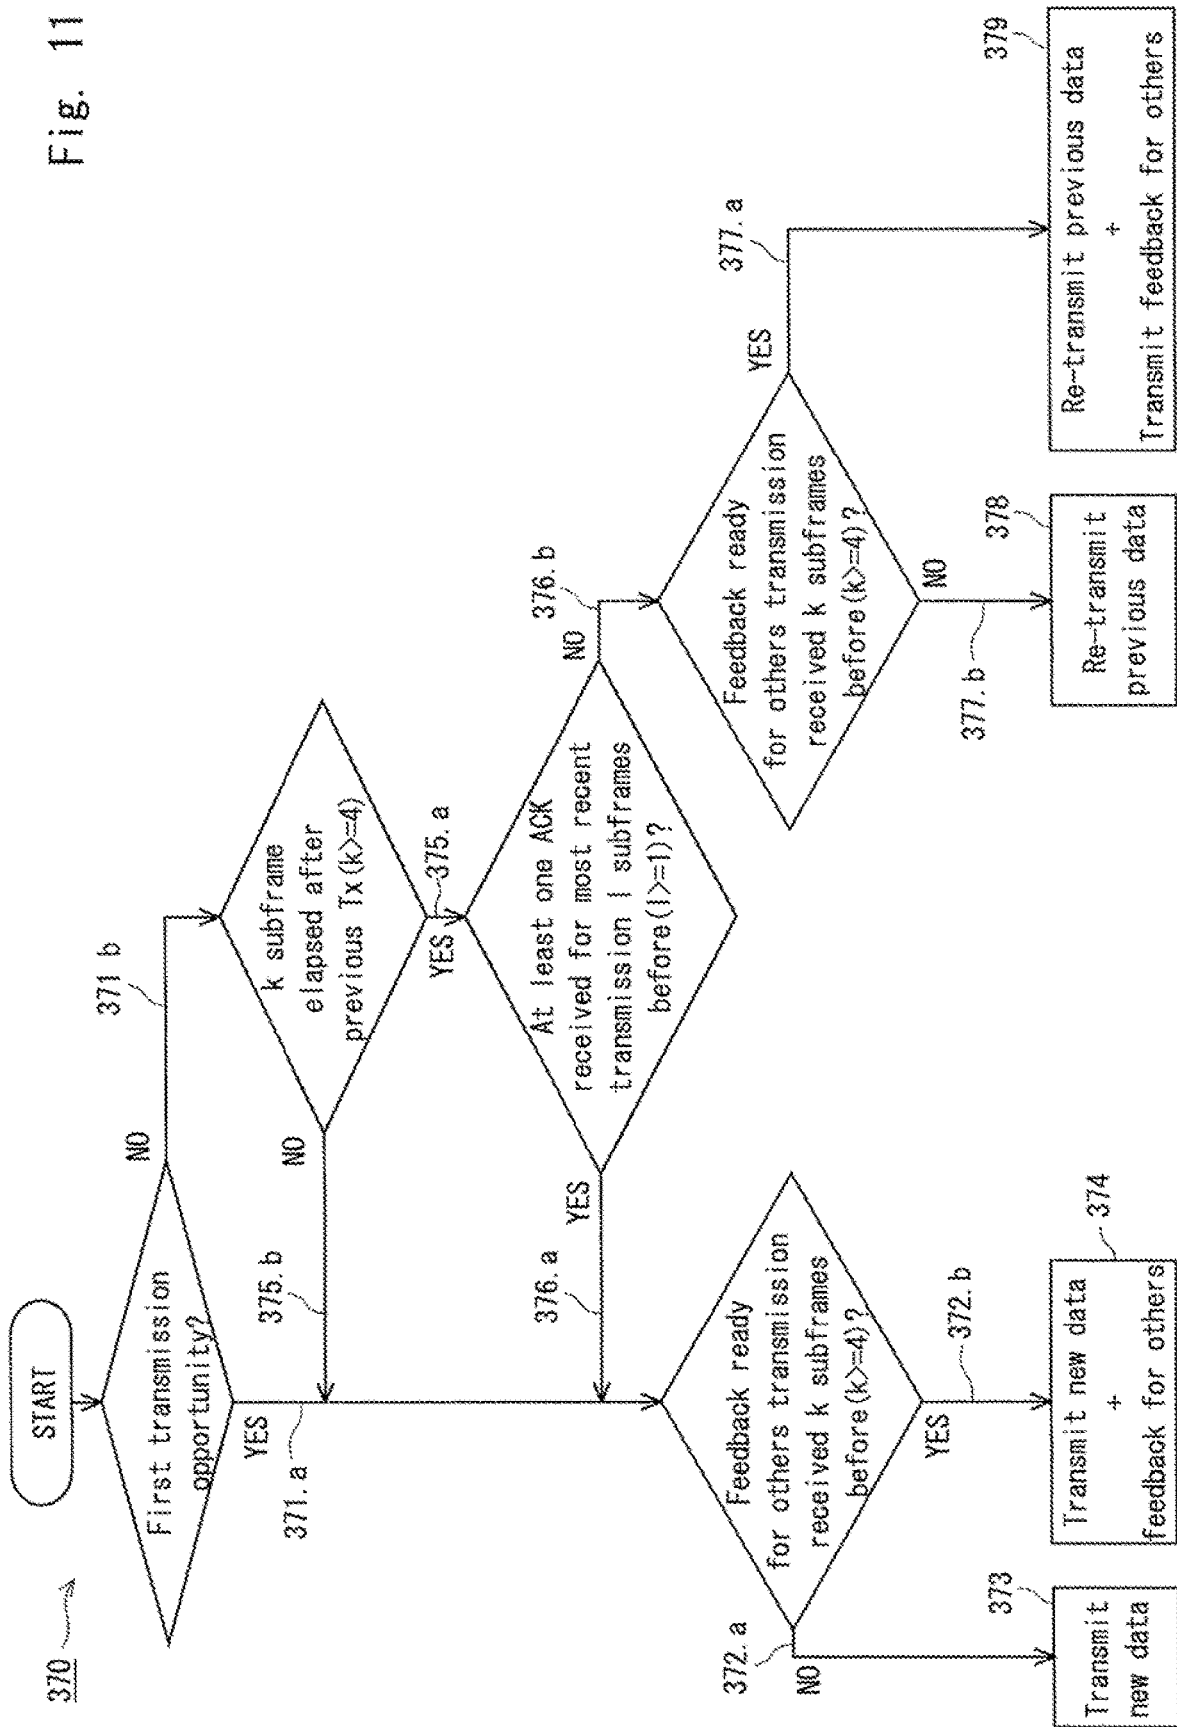 Fig. 11
370
START
First transmission
opportunity?
YES
371. a
NO
371 b
k subframe
elapsed after
previous Tx(k>=4)
NO
375. b
YES
375. a
At least one ACK
received for most recent
transmission l subframes
before(l>=1)?
YES
376. a
NO
376. b
Feedback ready
for others transmission
received k subframes
before(k>=4)?
372. a
NO
YES
372. b
Feedback ready
for others transmission
received k subframes
before(k>=4)?
YES
377. a
NO
377. b
373
Transmit
new data
374
Transmit new data
+
feedback for others
378
Re-transmit
previous data
379
Re-transmit previous data
+
Transmit feedback for others